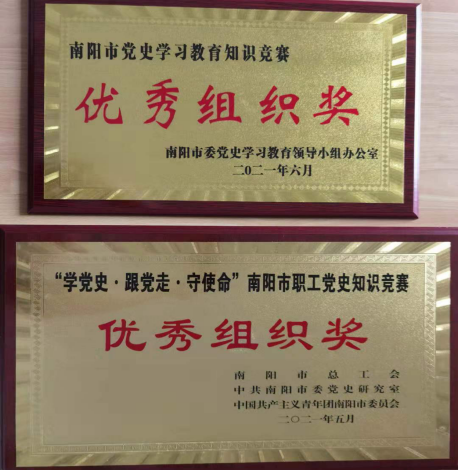 南阳市党史学习教育知识竞赛
优秀组织奖
南阳市委党史学习教育领导小组办公室
二〇二一年六月
“学党史·跟党走·守使命”南阳市职工党史知识竞赛
优秀组织奖
南阳市总工会
中共南阳市委党史研究室
中国共产主义青年团南阳市委员会
二〇二一年五月